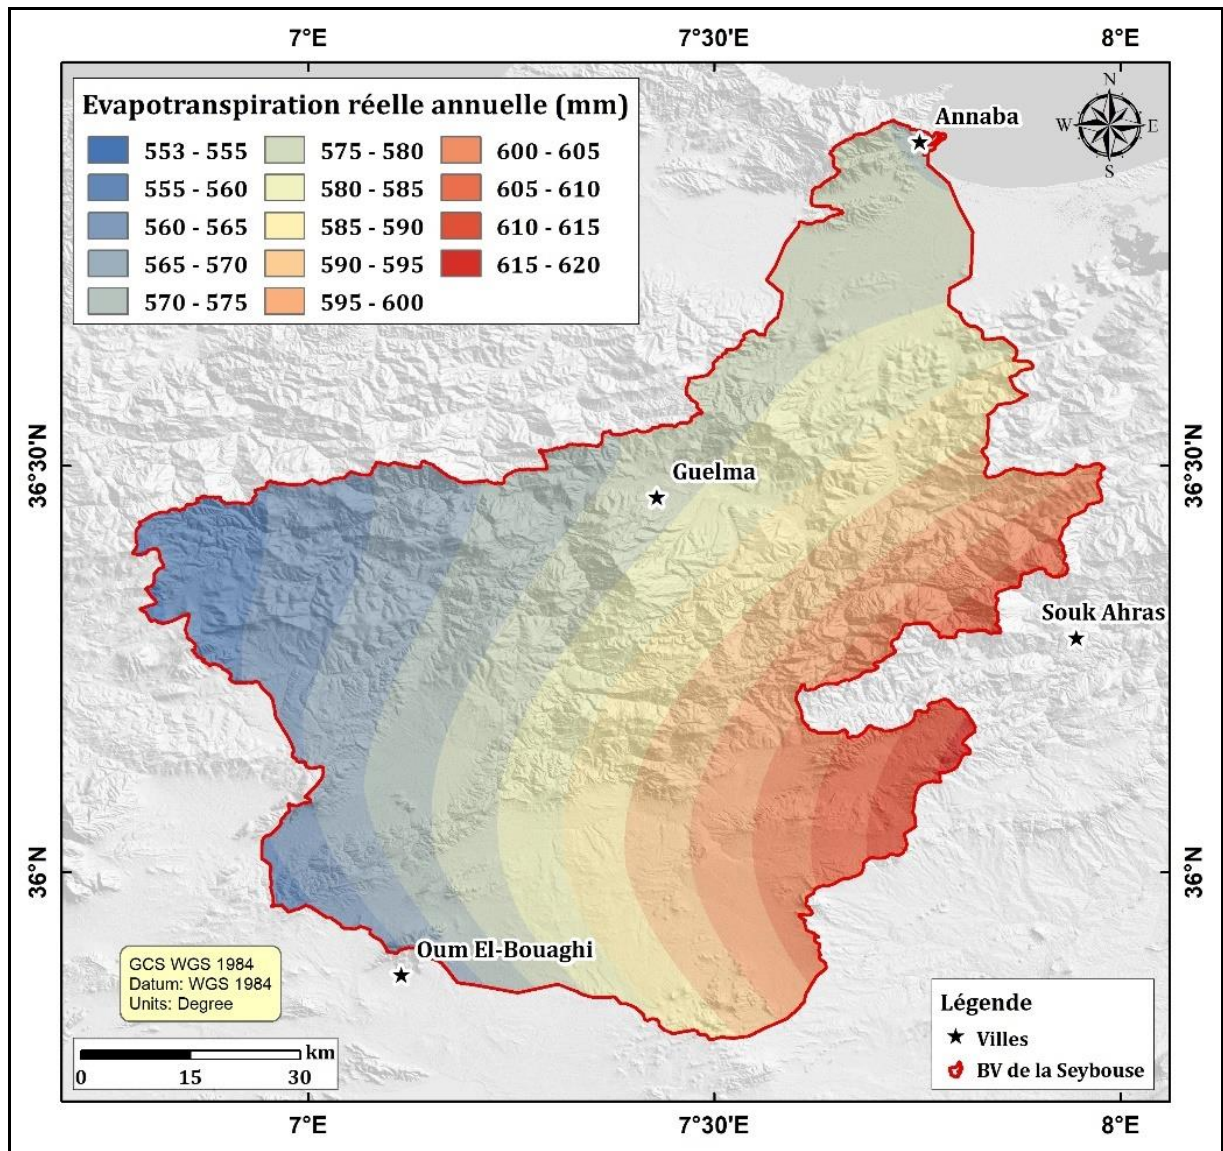 7°E 7°30'E 8°E
Evapotranspiration réelle annuelle (mm)
553 - 555 575 - 580 600 - 605
555 - 560 580 - 585 605 - 610
560 - 565 585 - 590 610 - 615
565 - 570 590 - 595 615 - 620
570 - 575 595 - 600
N
W E
S
Annaba
36°30'N 36°30'N
Guelma
Souk Ahras
36°N 36°N
Oum El-Bouaghi
GCS WGS 1984
Datum: WGS 1984
Units: Degree
km
0 15 30
Légende
Villes
BV de la Seybouse
7°E 7°30'E 8°E